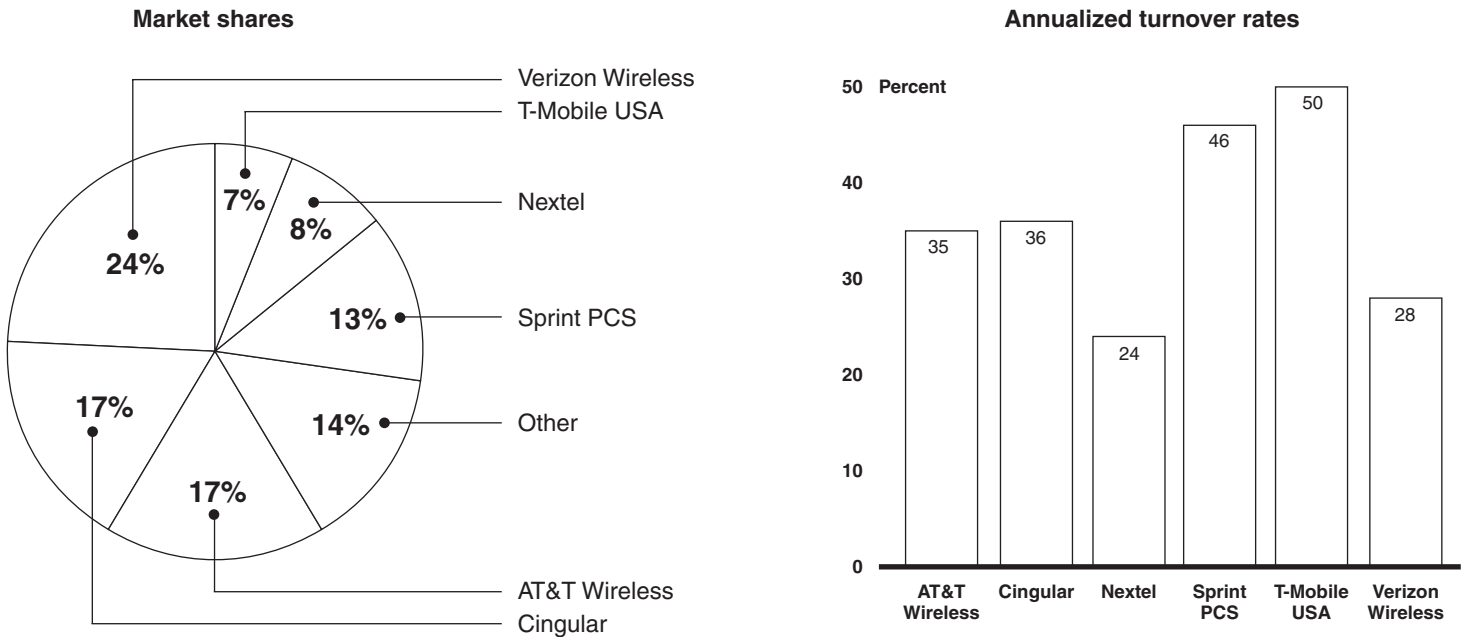 Market shares
Verizon Wireless
T-Mobile USA
7%
Nextel
8%
24%
13%
Sprint PCS
17%
14%
Other
17%
AT&T Wireless
Cingular
Annualized turnover rates
50 Percent
50
46
40
35
36
30
28
24
20
10
0
AT&T
Wireless
Cingular
Nextel
Sprint
PCS
T-Mobile
USA
Verizon
Wireless